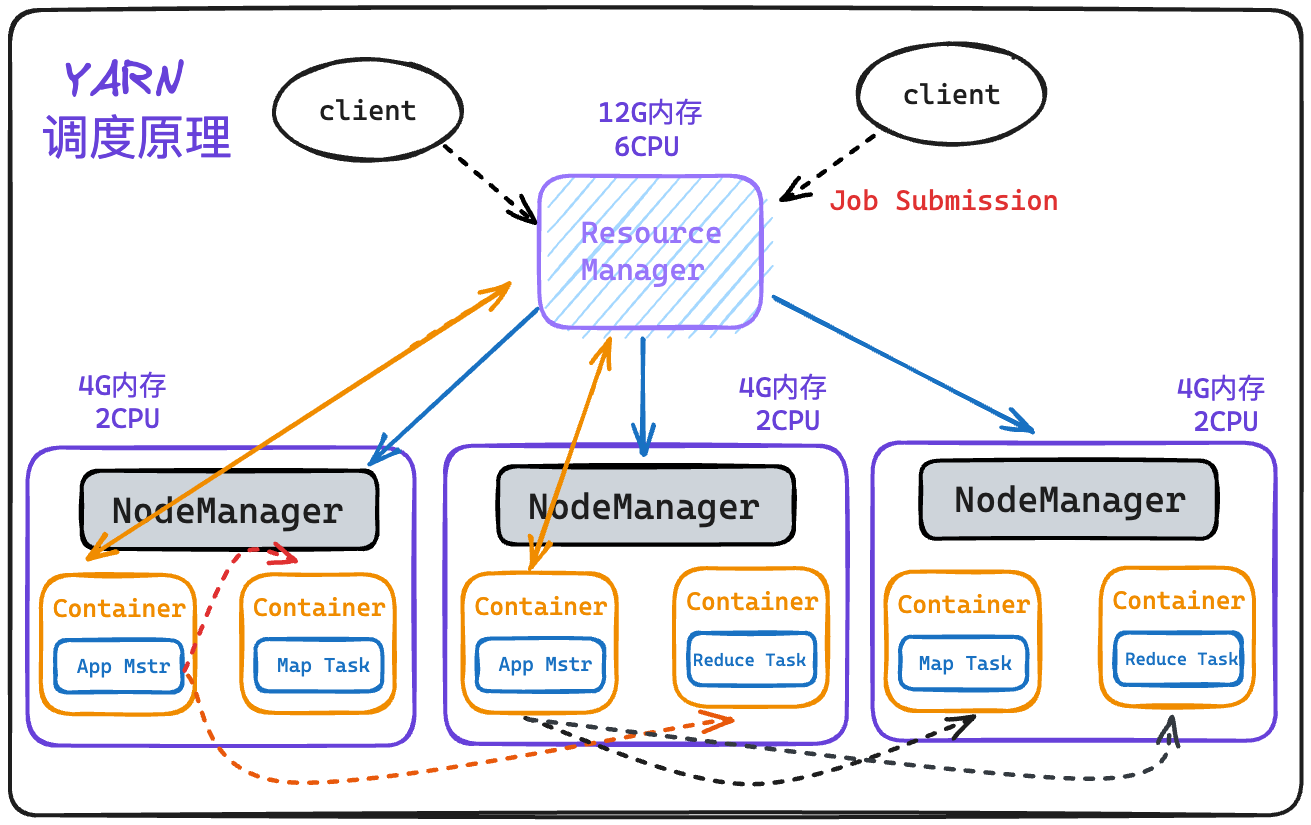 YARN
调度原理
client
client
12G内存
6CPU
Job Submission
Resource
Manager
4G内存
2CPU
4G内存
2CPU
4G内存
2CPU
NodeManager
NodeManager
NodeManager
Container
App Mstr
Container
Map Task
Container
App Mstr
Container
Reduce Task
Container
Map Task
Container
Reduce Task